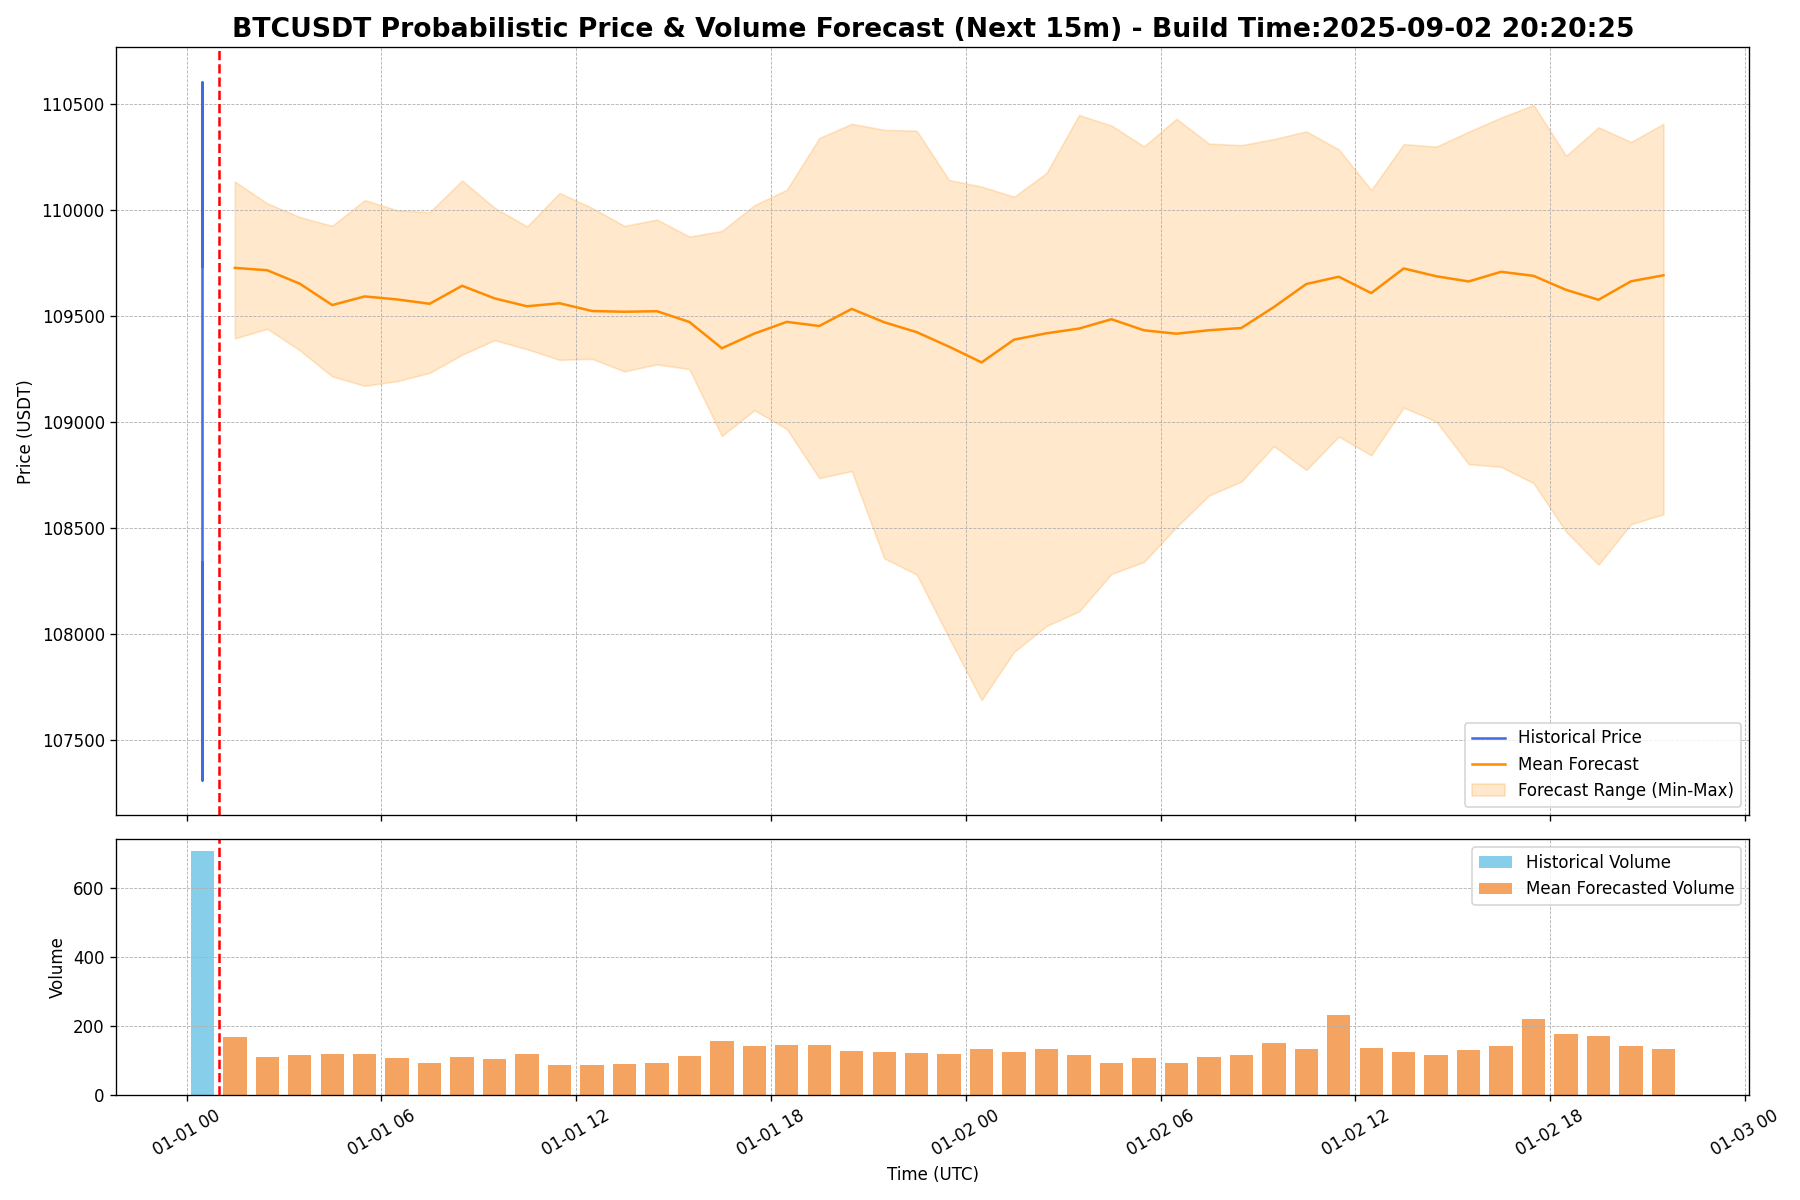 BTCUSDT Probabilistic Price & Volume Forecast (Next 15m) - Build Time:2025-09-02 20:20:25
110500
110000
109500
109000
108500
108000
107500
Price (USDT)
Historical Price
Mean Forecast
Forecast Range (Min-Max)
600
400
200
0
Volume
Historical Volume
Mean Forecasted Volume
01-01 00
01-01 06
01-01 12
01-01 18
01-02 00
01-02 06
01-02 12
01-02 18
01-03 00
Time (UTC)